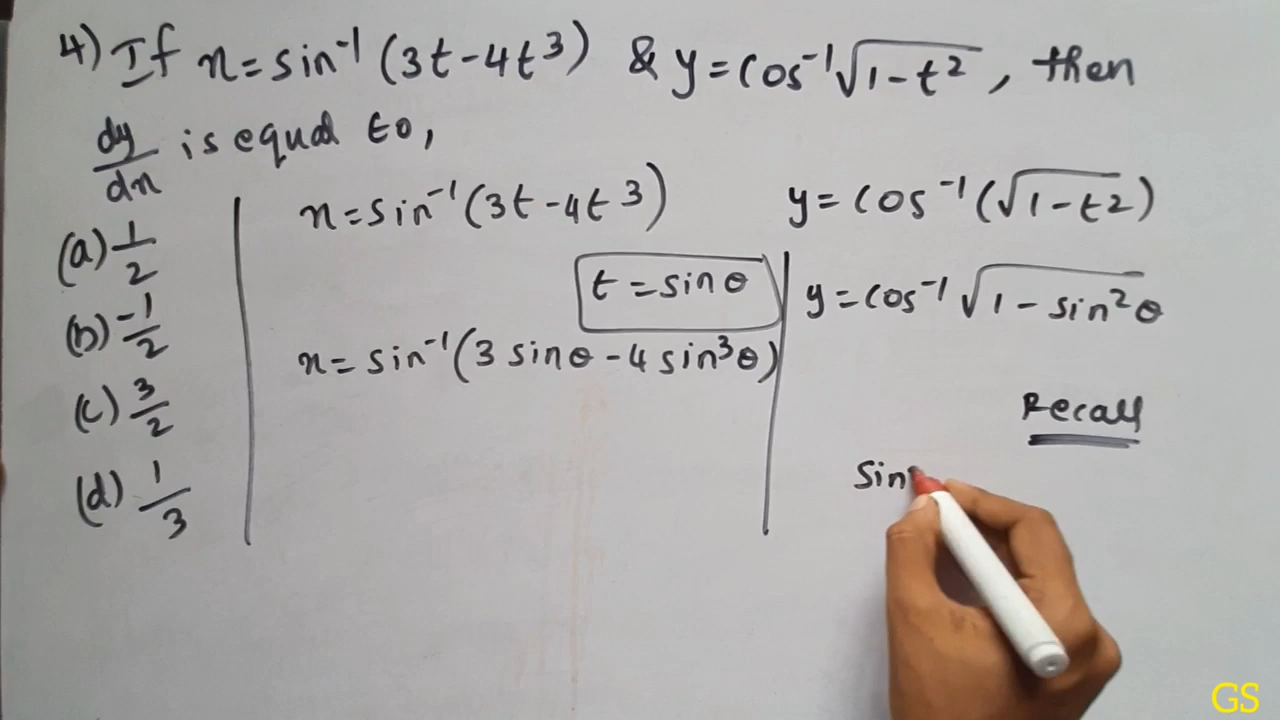 4) If x = sin⁻¹ (3t - 4t³) & y = cos⁻¹√(1-t²), then
dy/dx is equal to,
(a) 1/2
(b) -1/2
(c) 3/2
(d) 1/3
x = sin⁻¹(3t - 4t³)
t = sinθ
x = sin⁻¹(3 sinθ - 4 sin³θ)
y = cos⁻¹(√(1-t²))
y = cos⁻¹ √(1 - sin²θ)
Recall
Sin
GS